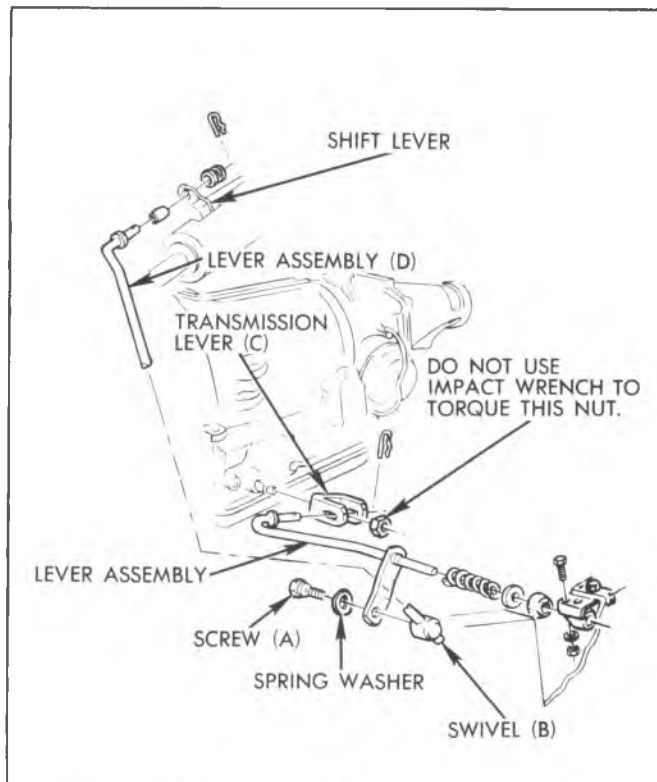 SHIFT LEVER
LEVER ASSEMBLY (D)
TRANSMISSION
LEVER (C)
DO NOT USE
IMPACT WRENCH TO
TORQUE THIS NUT.
LEVER ASSEMBLY
SCREW (A)
SPRING WASHER
SWIVEL (B)